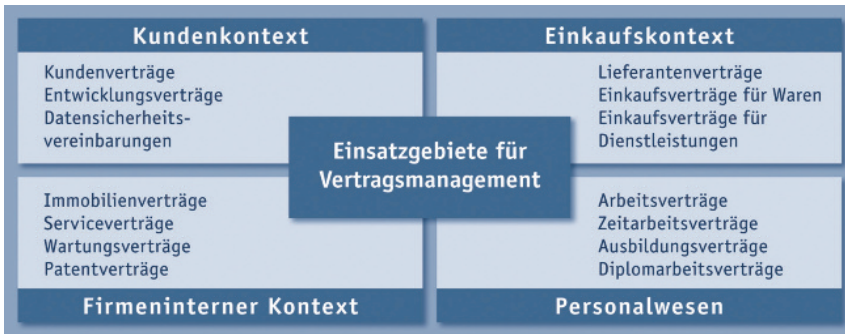 Kundenkontext
Kundenverträge
Entwicklungsverträge
Datensicherheits-
vereinbarungen
Einkaufskontext
Lieferantenverträge
Einkaufsverträge für Waren
Einkaufsverträge für
Dienstleistungen
Einsatzgebiete für
Vertragsmanagement
Immobilienverträge
Serviceverträge
Wartungsverträge
Patentverträge
Firmeninterner Kontext
Arbeitsverträge
Zeitarbeitsverträge
Ausbildungsverträge
Diplomarbeitsverträge
Personalwesen